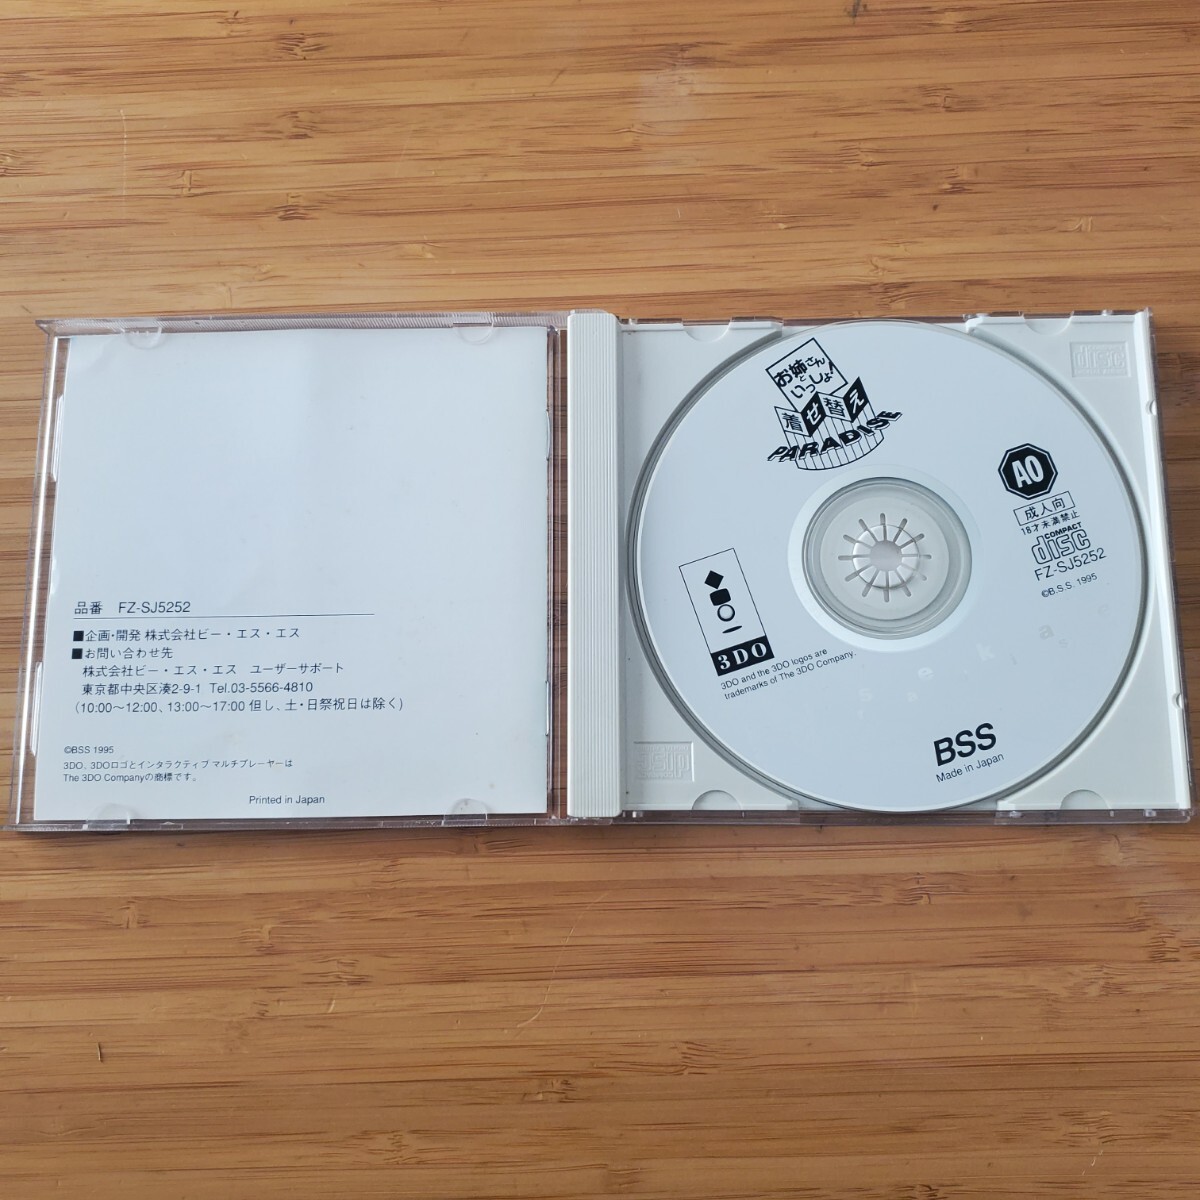 品番 FZ-SJ5252
■企画・開発 株式会社ビー・エス・エス
■お問い合わせ先
株式会社ビー・エス・エス ユーザーサポート
東京都中央区湊2-9-1 Tel.03-5566-4810
(10:00～12:00、13:00～17:00 但し、土・日祭祝日は除く)
©BSS 1995
3DO、3DOロゴとインタラクティブ マルチプレーヤーは
The 3DO Companyの商標です。
Printed in Japan
お姉さん
と
いっしょ!
着せ替え
PARADISE
AO
成人向
18才未満禁止
COMPACT
disc
FZ-SJ5252
©B.S.S. 1995
3DO
3DO and the 3DO logos are
trademarks of The 3DO Company.
BSS
Made in Japan
disc